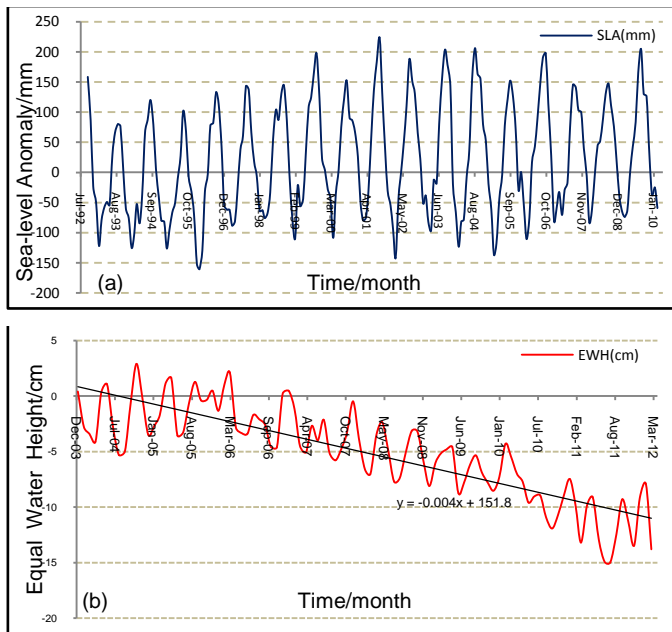 250
200
150
100
50
0
-50
-100
-150
-200
Sea-level Anomaly/mm
SLA(mm)
Jul-92
Aug-93
Sep-94
Oct-95
Dec-96
Jan-98
Feb-99
Mar-00
Apr-01
May-02
Jun-03
Aug-04
Sep-05
Oct-06
Nov-07
Dec-08
Jan-10
(a)
Time/month
5
0
-5
-10
-15
-20
Equal Water Height/cm
EWH(cm)
Dec-03
Jul-04
Jan-05
Aug-05
Mar-06
Sep-06
Apr-07
Oct-07
May-08
Nov-08
Jun-09
Jan-10
Jul-10
Feb-11
Aug-11
Mar-12
y = -0.004x + 151.8
(b)
Time/month